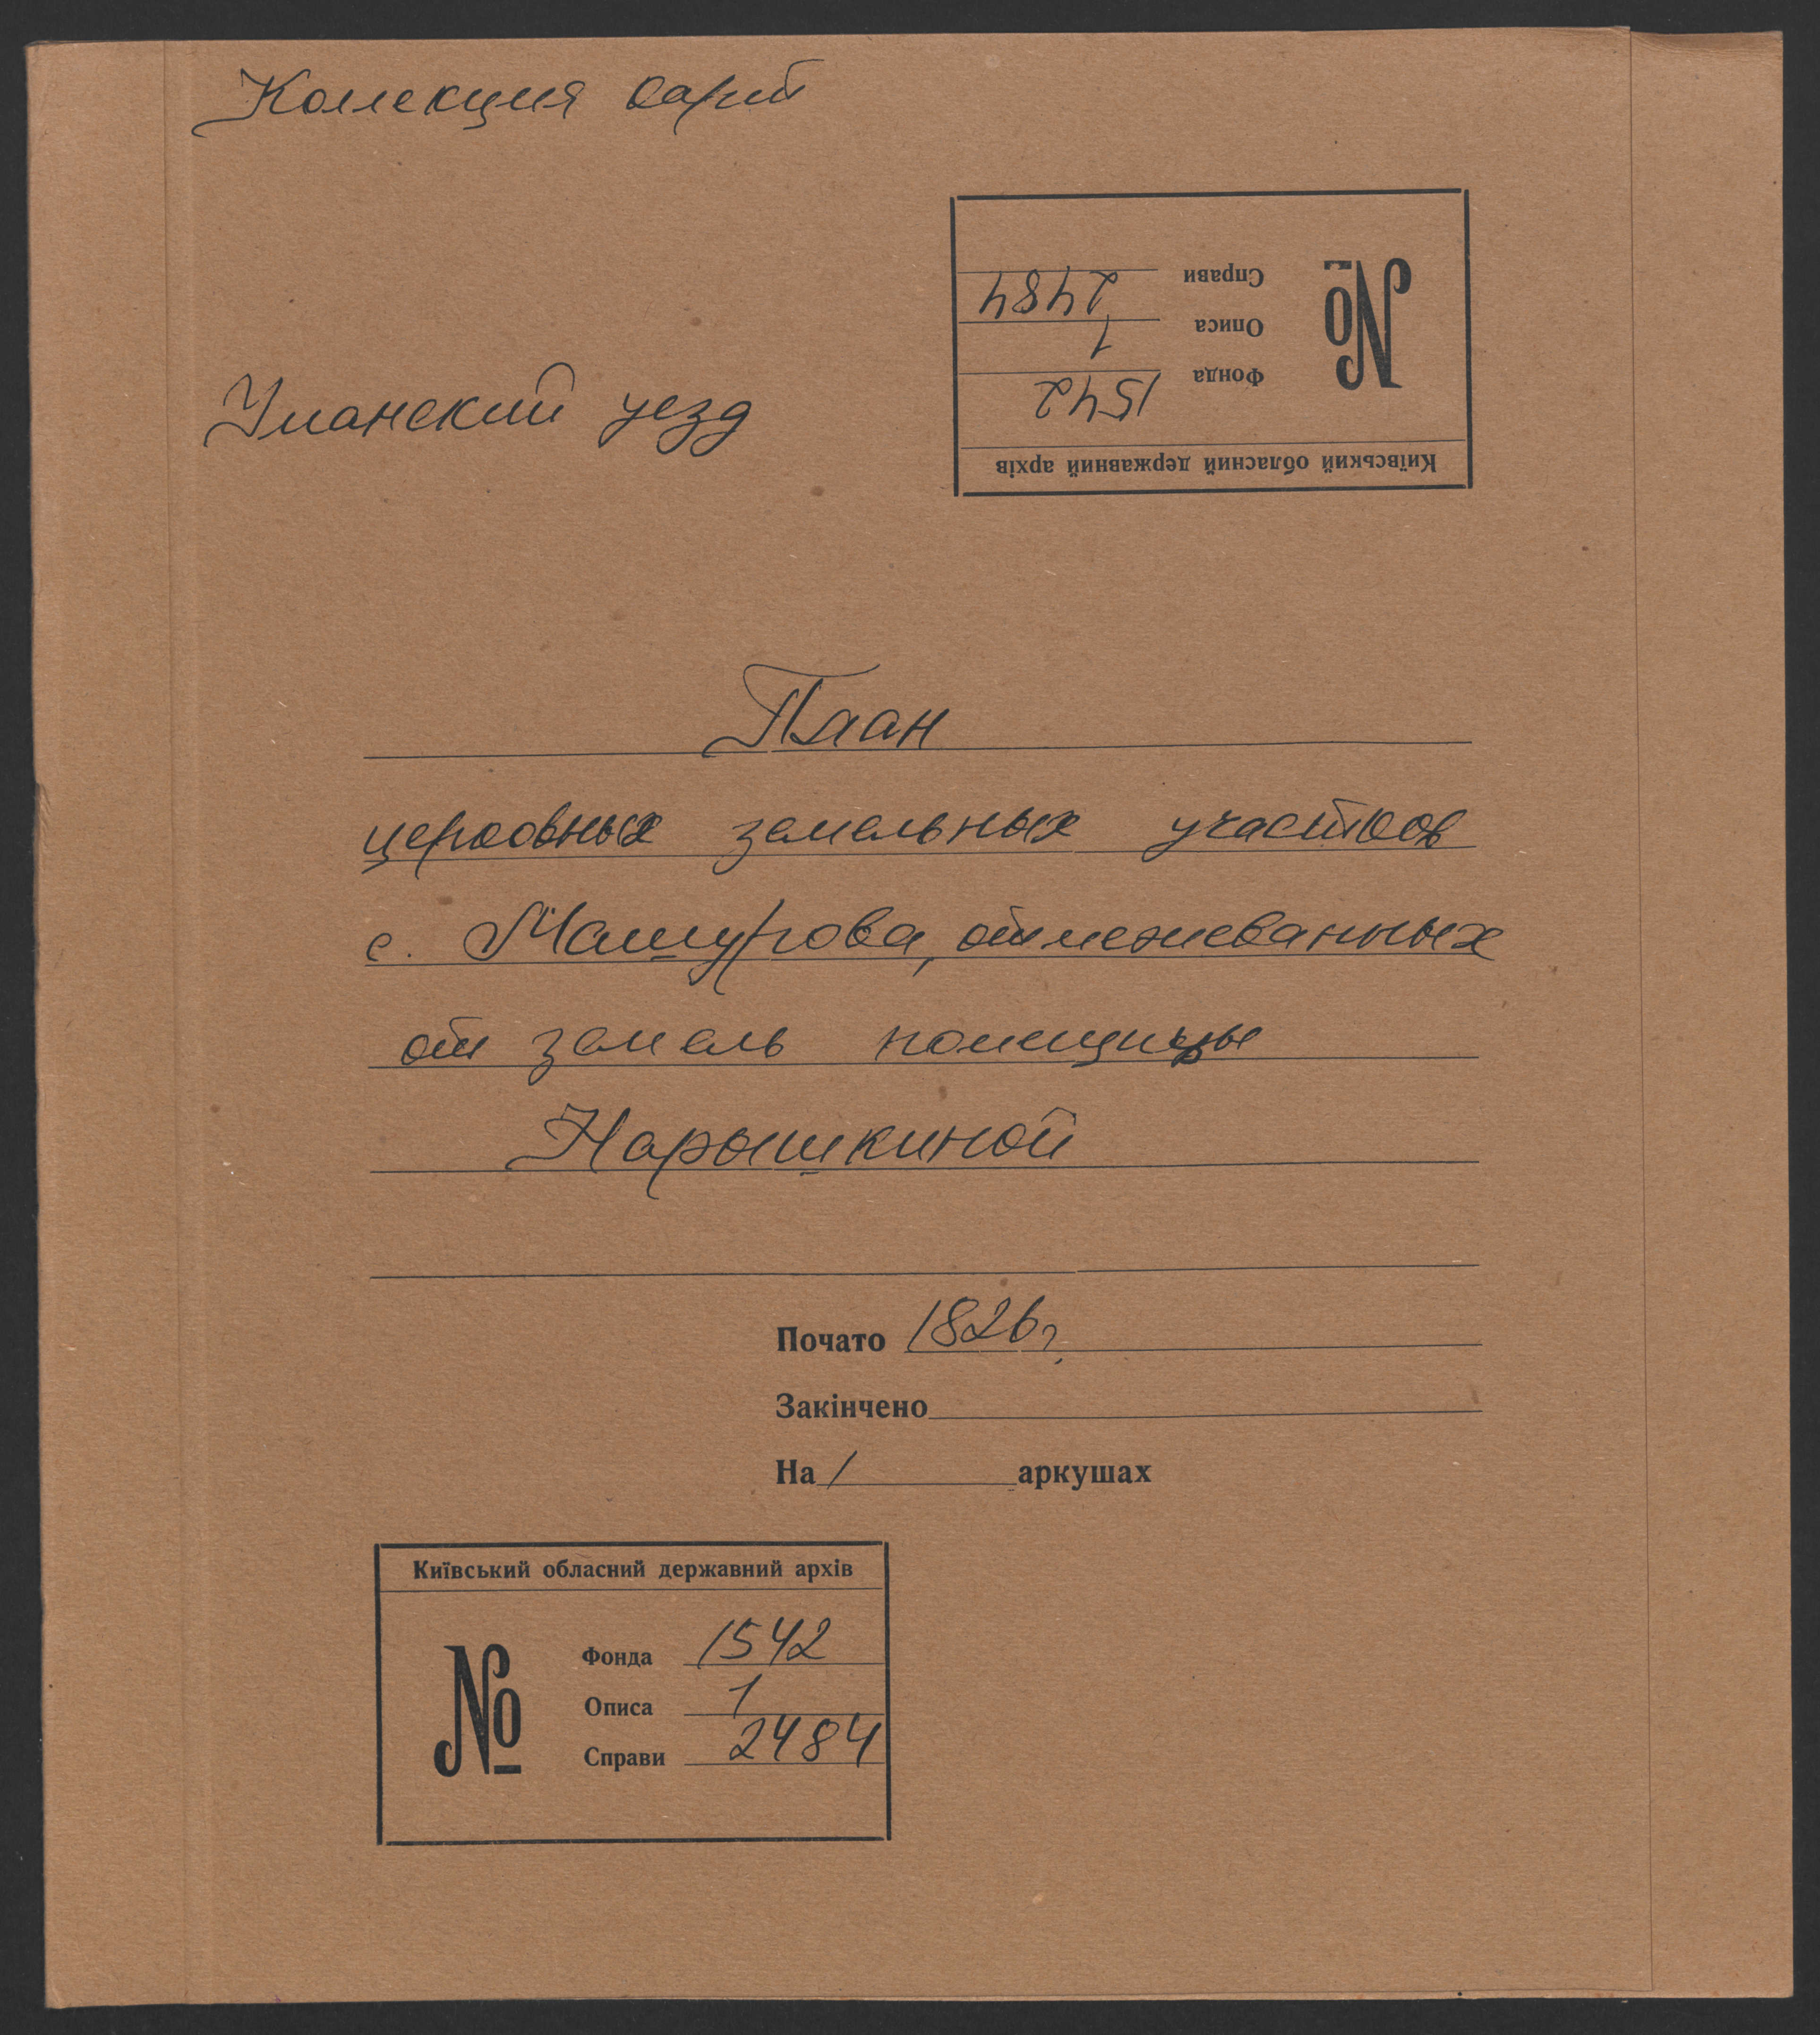 Коллекция карт
Київський обласний державний архів
№
Фонда 1542
Описа 1
Справи 2484
Уманский уезд
План
церковных земельных участков
с. Машурова, отмежеванных
от земель помещицы
Нарышкиной
Почато 1826 г.
Закінчено
На 1 аркушах
Київський обласний державний архів
№
Фонда 1542
Описа 1
Справи 2484